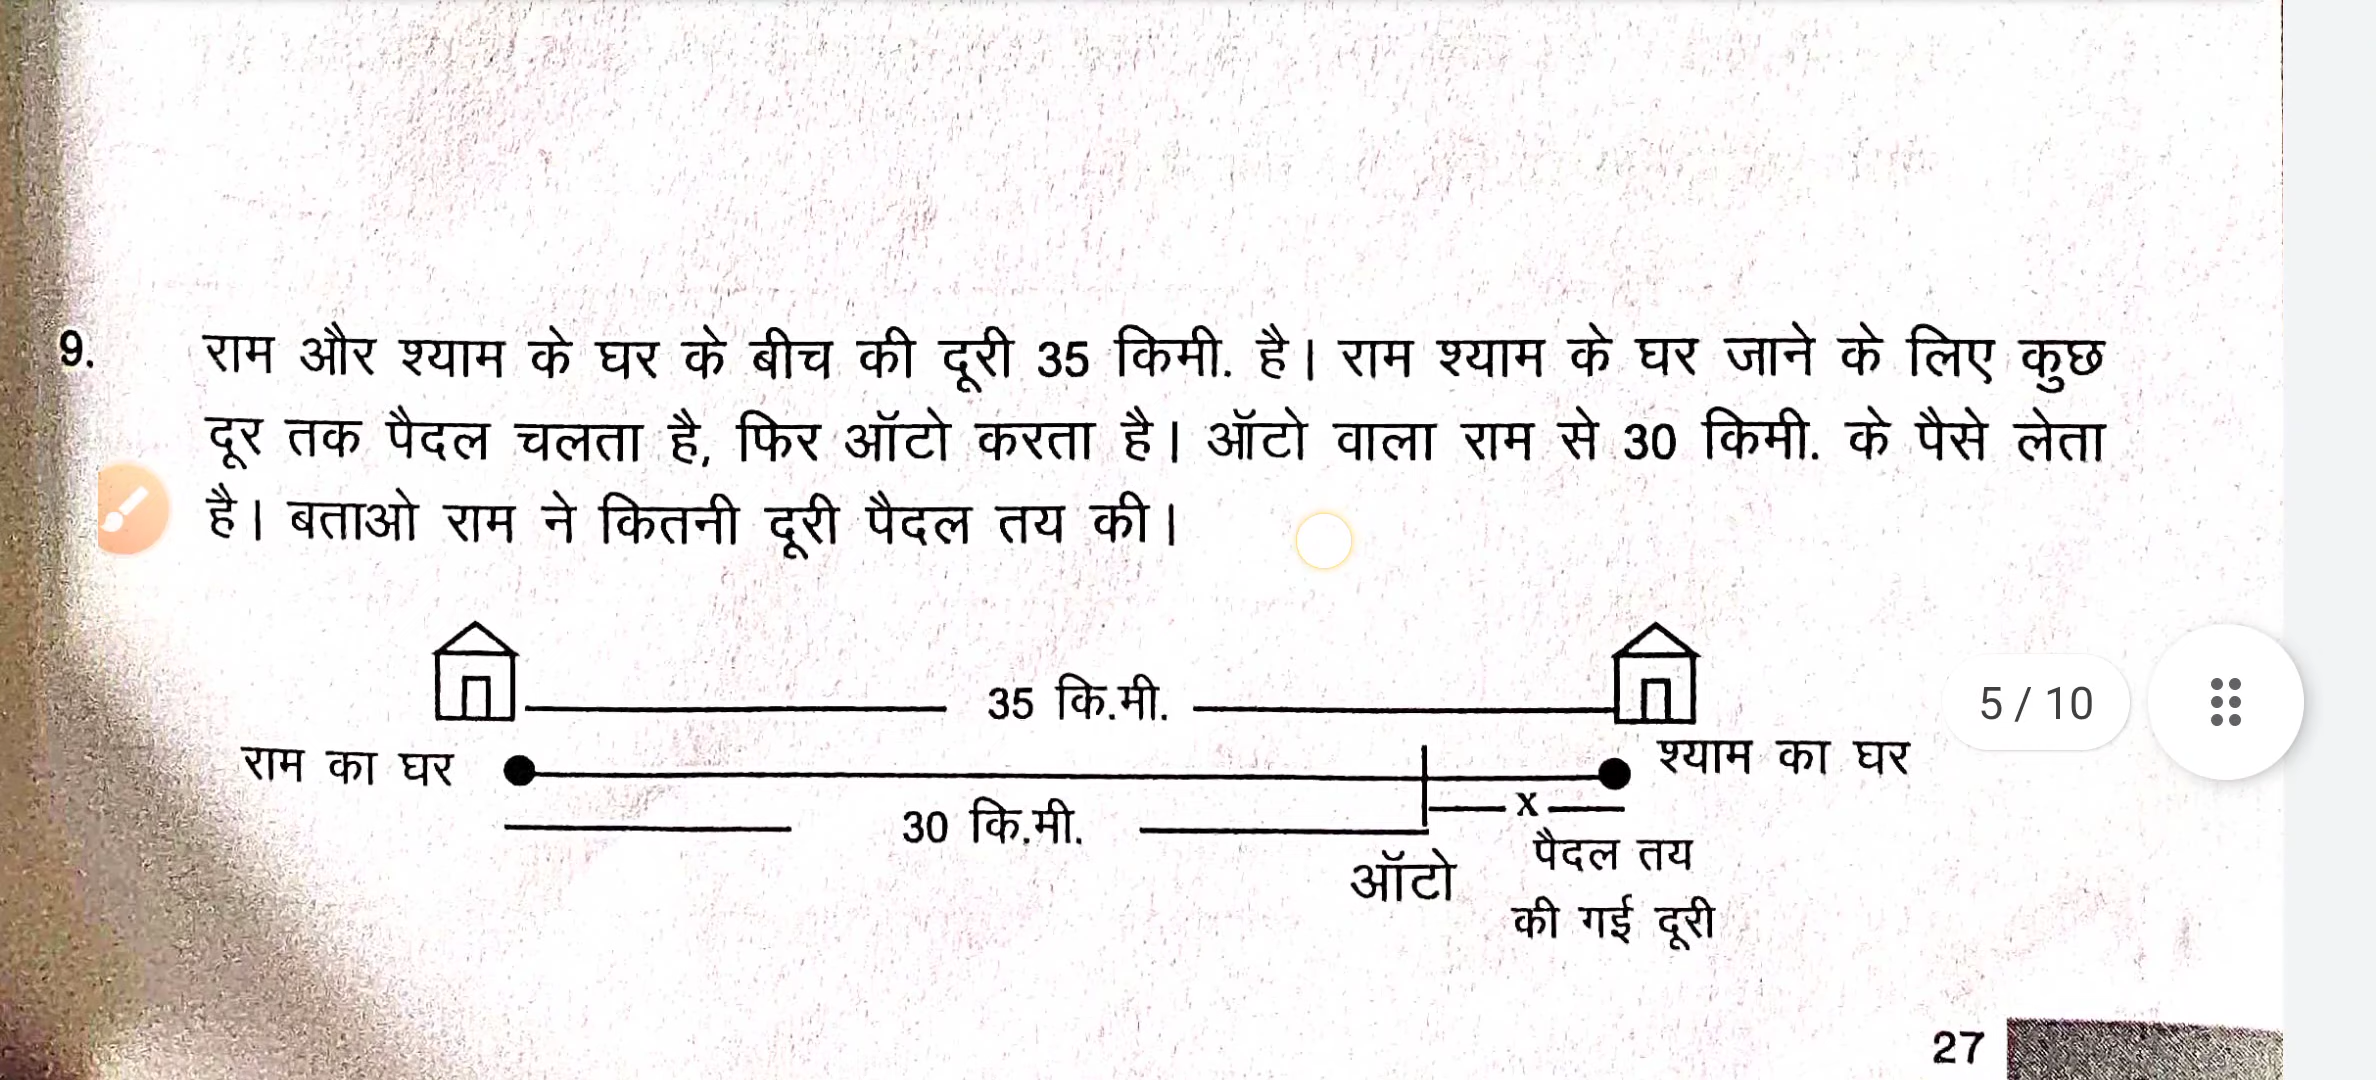 9. राम और श्याम के घर के बीच की दूरी 35 किमी. है। राम श्याम के घर जाने के लिए कुछ
दूर तक पैदल चलता है, फिर ऑटो करता है। ऑटो वाला राम से 30 किमी. के पैसे लेता
है। बताओ राम ने कितनी दूरी पैदल तय की।
35 कि.मी.
5 / 10
राम का घर
श्याम का घर
x
30 कि.मी.
ऑटो
पैदल तय
की गई दूरी
27